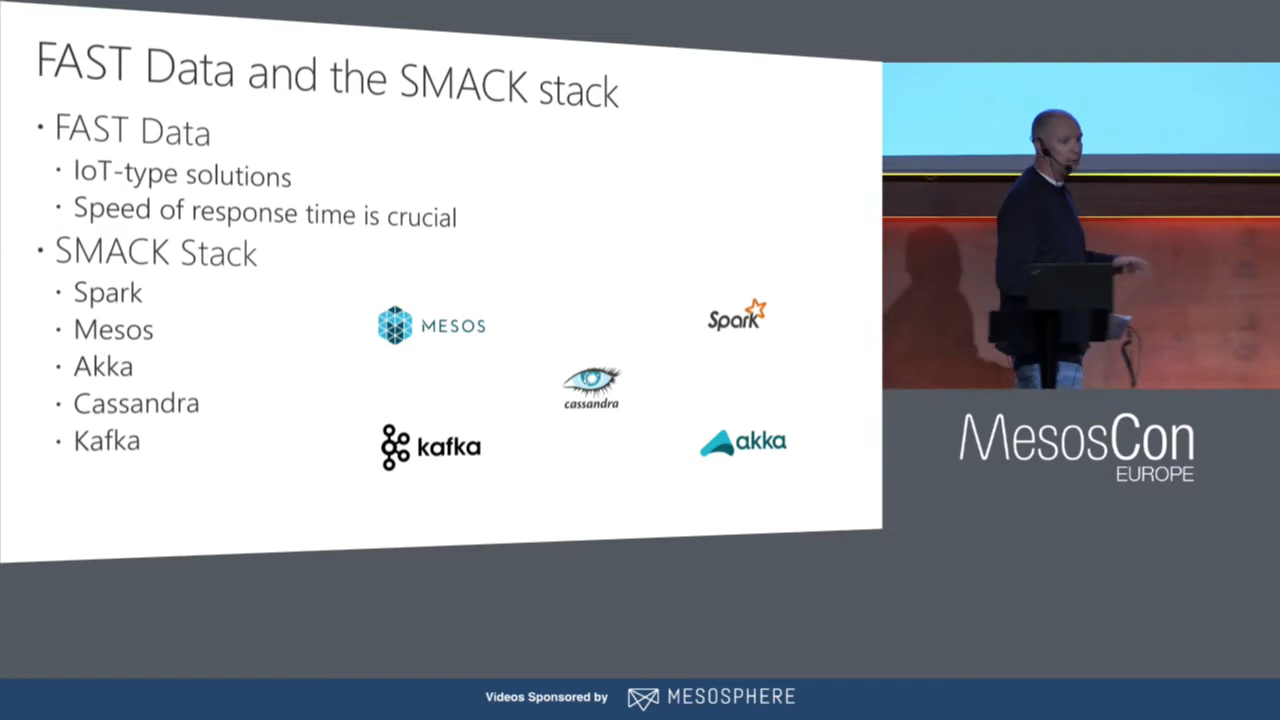 FAST Data and the SMACK stack
• FAST Data
• IoT-type solutions
• Speed of response time is crucial
• SMACK Stack
• Spark
• Mesos
• Akka
• Cassandra
• Kafka
MESOS
Spark
cassandra
kafka
akka
MesosCon
EUROPE
Videos Sponsored by MESOSPHERE